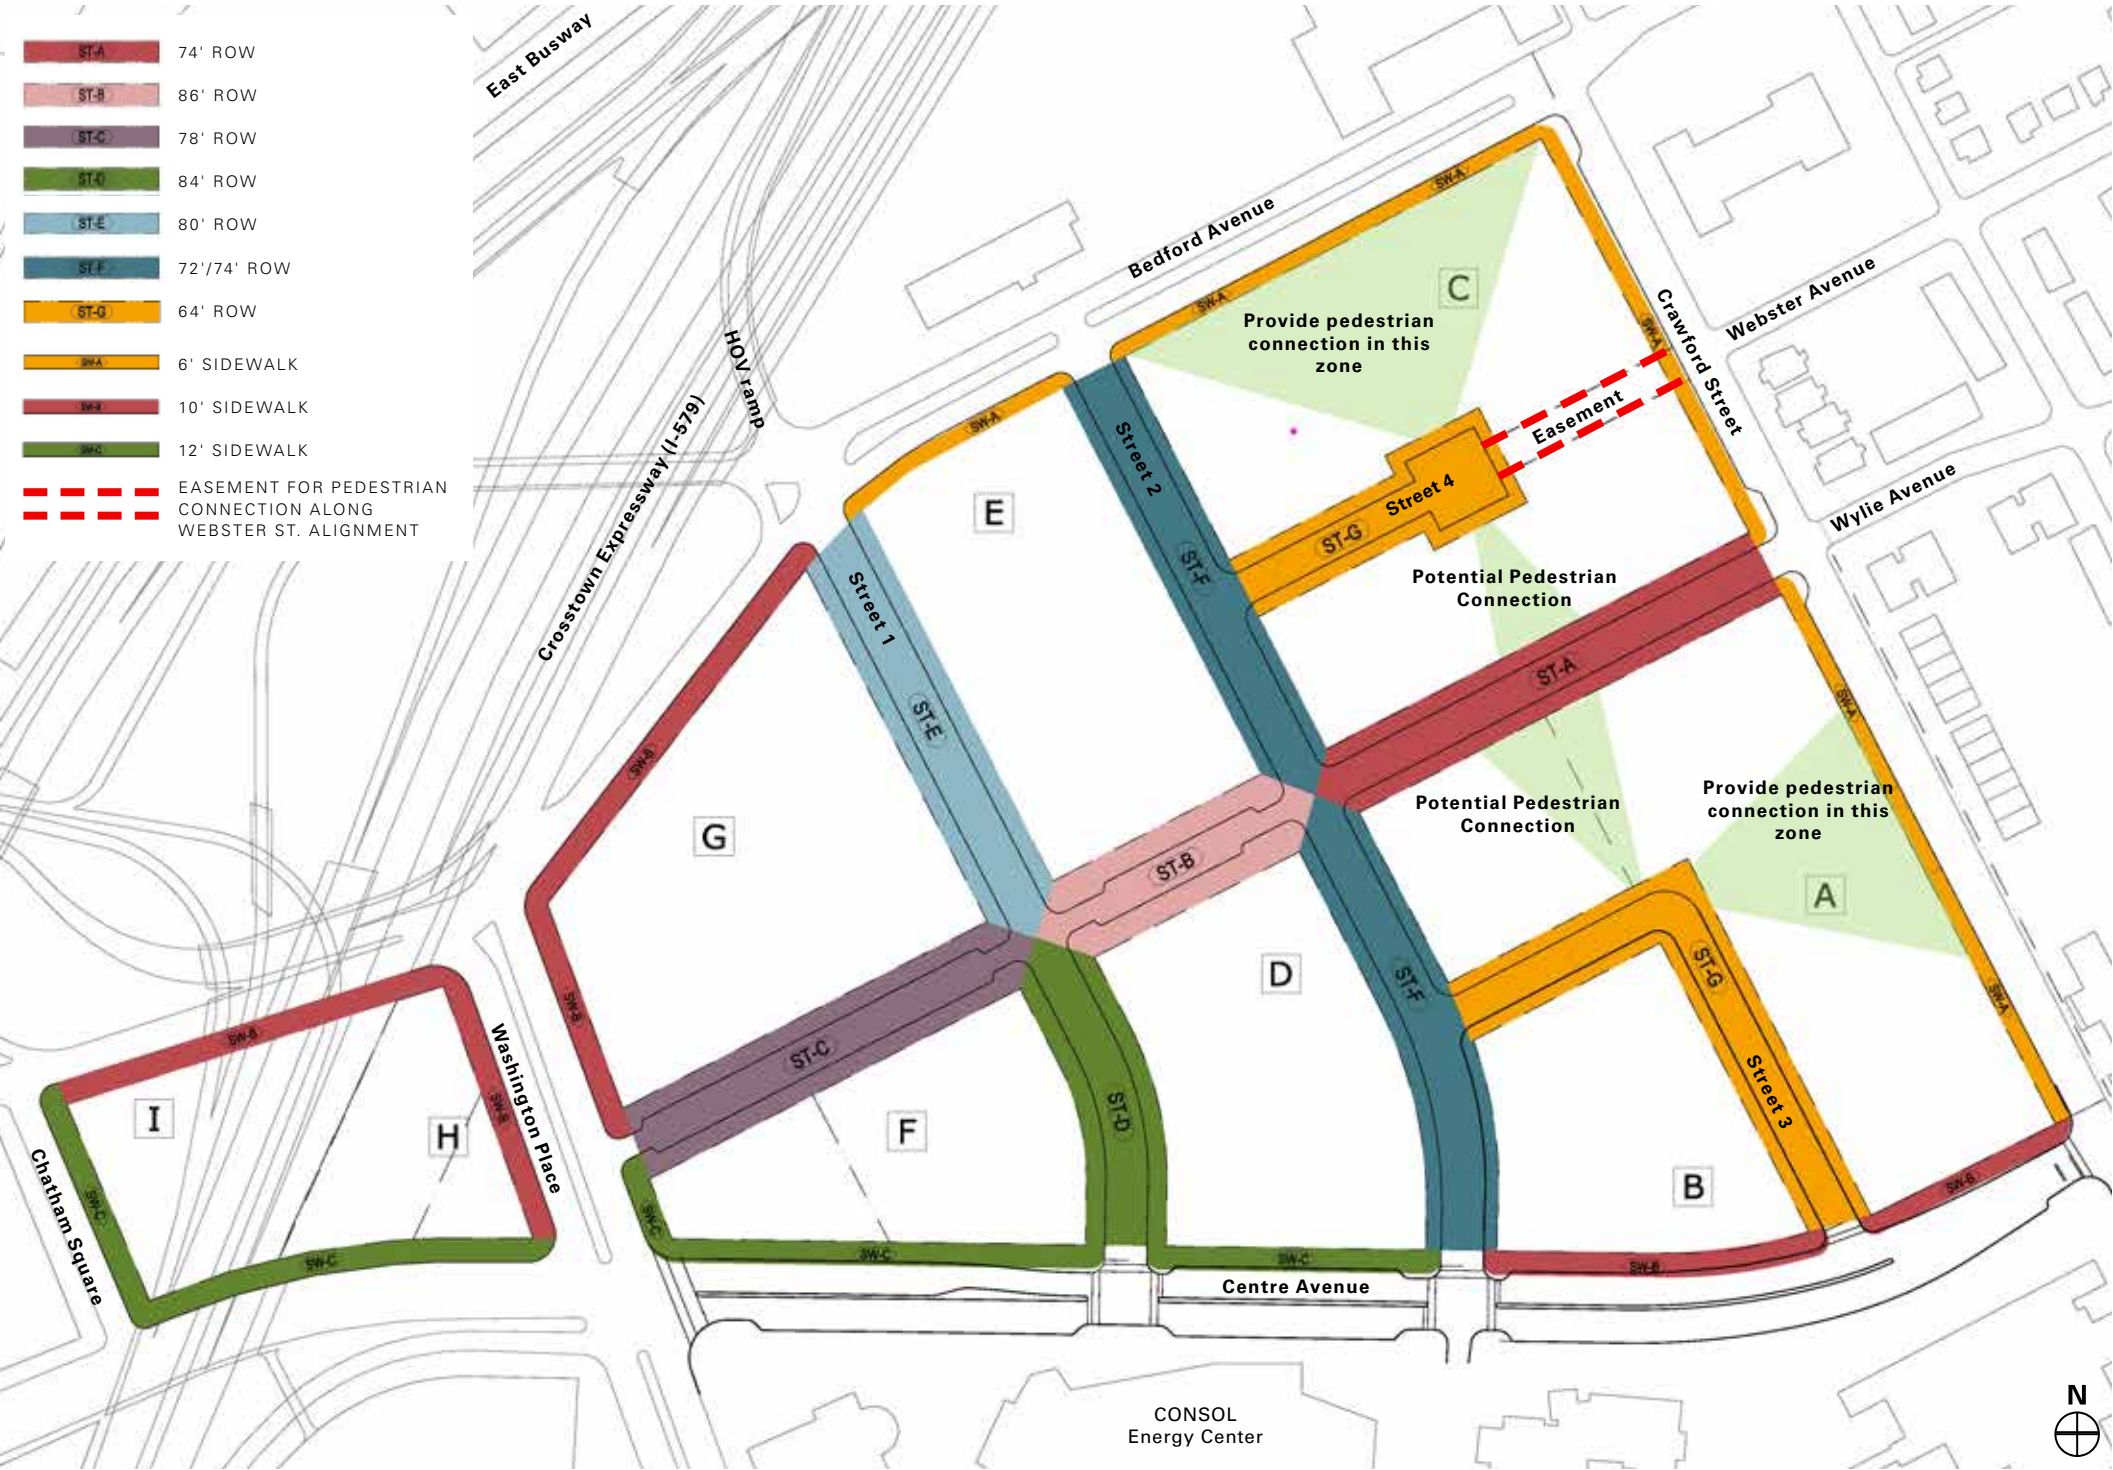 ST-A
74' ROW
ST-B
86' ROW
ST-C
78' ROW
ST-D
84' ROW
ST-E
80' ROW
ST-F
72'/74' ROW
ST-G
64' ROW
SW-A
6' SIDEWALK
SW-B
10' SIDEWALK
SW-C
12' SIDEWALK
EASEMENT FOR PEDESTRIAN
CONNECTION ALONG
WEBSTER ST. ALIGNMENT
East Busway
HOV ramp
Crosstown Expressway (I-579)
Bedford Avenue
SW-A
SW-A
SW-A
SW-A
C
Provide pedestrian
connection in this
zone
Crawford Street
Webster Avenue
Wylie Avenue
Easement
Street 4
ST-G
Street 2
ST-F
E
Street 1
ST-E
Potential Pedestrian
Connection
ST-A
SW-A
Potential Pedestrian
Connection
Provide pedestrian
connection in this
zone
A
SW-A
SW-B
G
ST-B
D
ST-F
ST-G
Street 3
B
SW-B
SW-B
SW-B
ST-C
F
ST-D
SW-C
SW-C
SW-C
SW-B
SW-B
Washington Place
I
H
SW-C
SW-C
Chatham Square
Centre Avenue
CONSOL
Energy Center
N